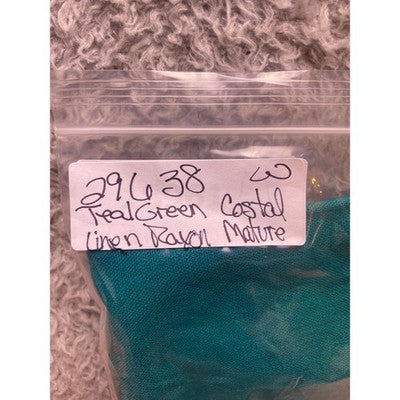 29638 W
Teal Green Costal
Linen Rayon Mature